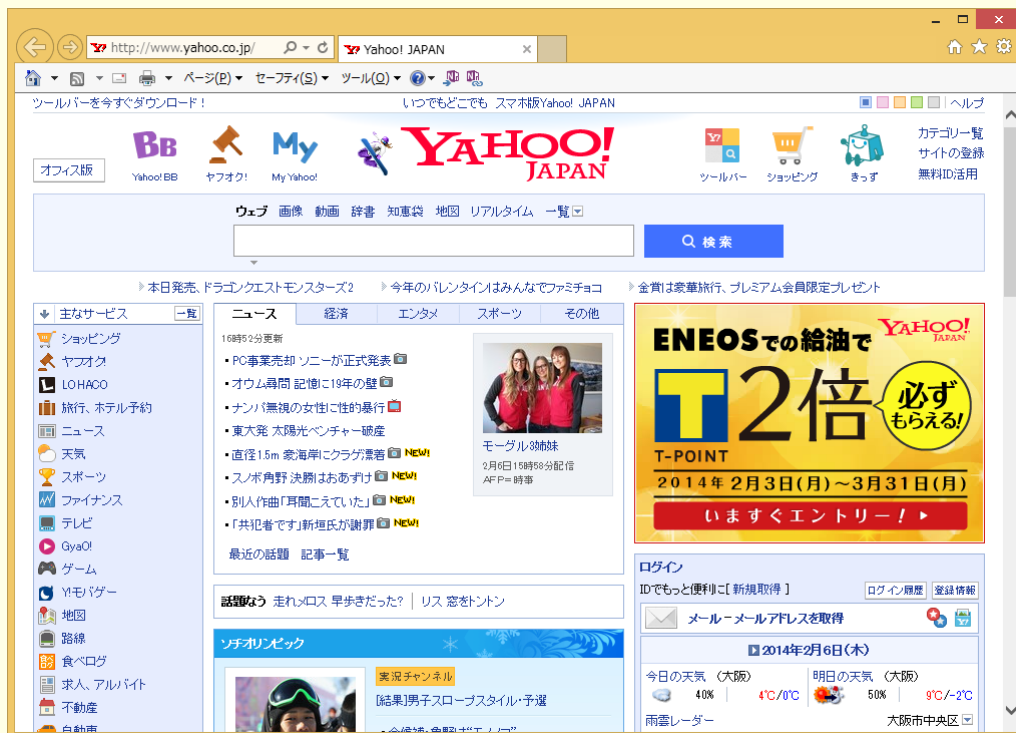 http://www.yahoo.co.jp/
Yahoo! JAPAN
ページ(P) セーフティ(S) ツール(O)
ツールバーを今すぐダウンロード!
いつでもどこでも スマホ版Yahoo! JAPAN
ヘルプ
オフィス版
BB
Yahoo! BB
ヤフオク!
My
My Yahoo!
YAHOO!
JAPAN
Y!
ツールバー
ショッピング
きっず
カテゴリ一覧
サイトの登録
無料ID活用
ウェブ 画像 動画 辞書 知恵袋 地図 リアルタイム 一覧
検索
本日発売、ドラゴンクエストモンスターズ2
今年のバレンタインはみんなでファミチョコ
金賞は豪華旅行、プレミアム会員限定プレゼント
主なサービス 一覧
ショッピング
ヤフオク!
LOHACO
旅行、ホテル予約
ニュース
天気
スポーツ
ファイナンス
テレビ
GyaO!
ゲーム
Y!モバゲー
地図
路線
食べログ
求人、アルバイト
不動産
自動車
ニュース 経済 エンタメ スポーツ その他
16時52分更新
PC事業売却 ソニーが正式発表
オウム尋問 記憶に19年の壁
ナンパ無視の女性に性的暴行
東大発 太陽光ベンチャー破産
直径1.5m 愛海岸にクラゲ漂着 NEW!
スノボ角野 決勝はおあずけ NEW!
別人作曲「耳聞こえていた」 NEW!
「共犯者です」新垣氏が謝罪 NEW!
最近の話題 記事一覧
モーグル3姉妹
2月6日15時58分配信
AFP=時事
話題なう 走れメロス 早歩きだった? リス 窓をトントン
ソチオリンピック
実況チャンネル
[結果]男子スロープスタイル・予選
ENEOSでの給油で
YAHOO!
JAPAN
T
T-POINT
2倍
必ず
もらえる!
2014年2月3日(月)~3月31日(月)
いますぐエントリー!
ログイン
IDでもっと便利に[ 新規取得 ]
ログイン履歴 登録情報
メール - メールアドレスを取得
2014年2月6日(木)
今日の天気 (大阪)
40% 4℃/0℃
明日の天気 (大阪)
50% 9℃/-2℃
雨雲レーダー
大阪市中央区